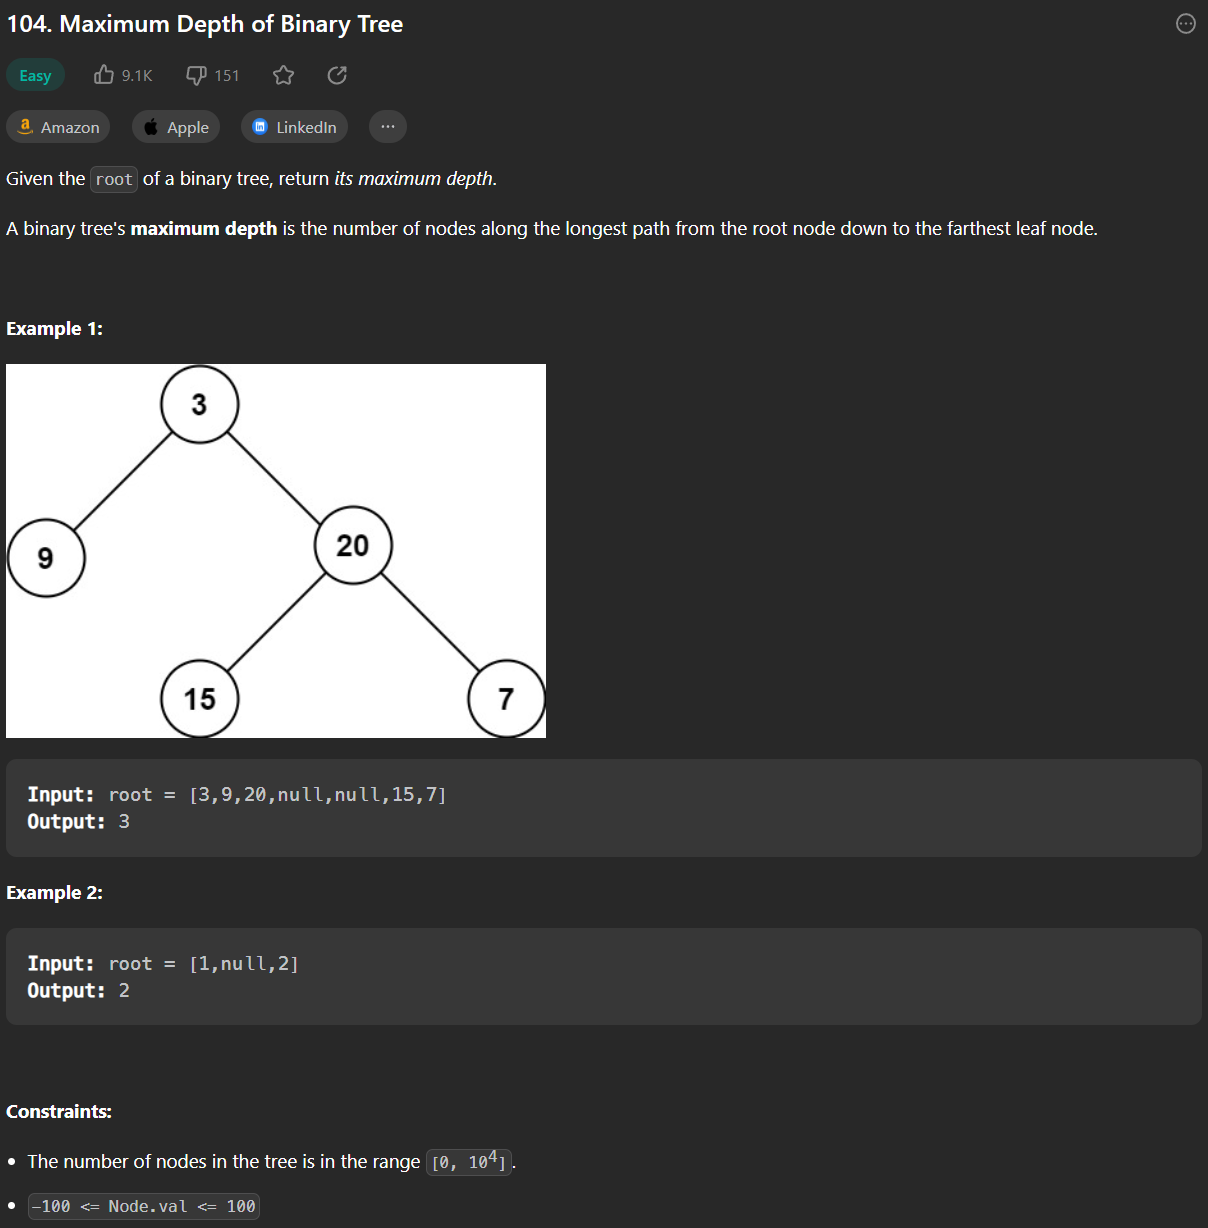 104. Maximum Depth of Binary Tree
Easy 9.1K 151
Amazon Apple LinkedIn ...
Given the root of a binary tree, return its maximum depth.
A binary tree's maximum depth is the number of nodes along the longest path from the root node down to the farthest leaf node.
Example 1:
3
9
20
15
7
Input: root = [3,9,20,null,null,15,7]
Output: 3
Example 2:
Input: root = [1,null,2]
Output: 2
Constraints:
• The number of nodes in the tree is in the range [0, 10⁴].
• -100 <= Node.val <= 100